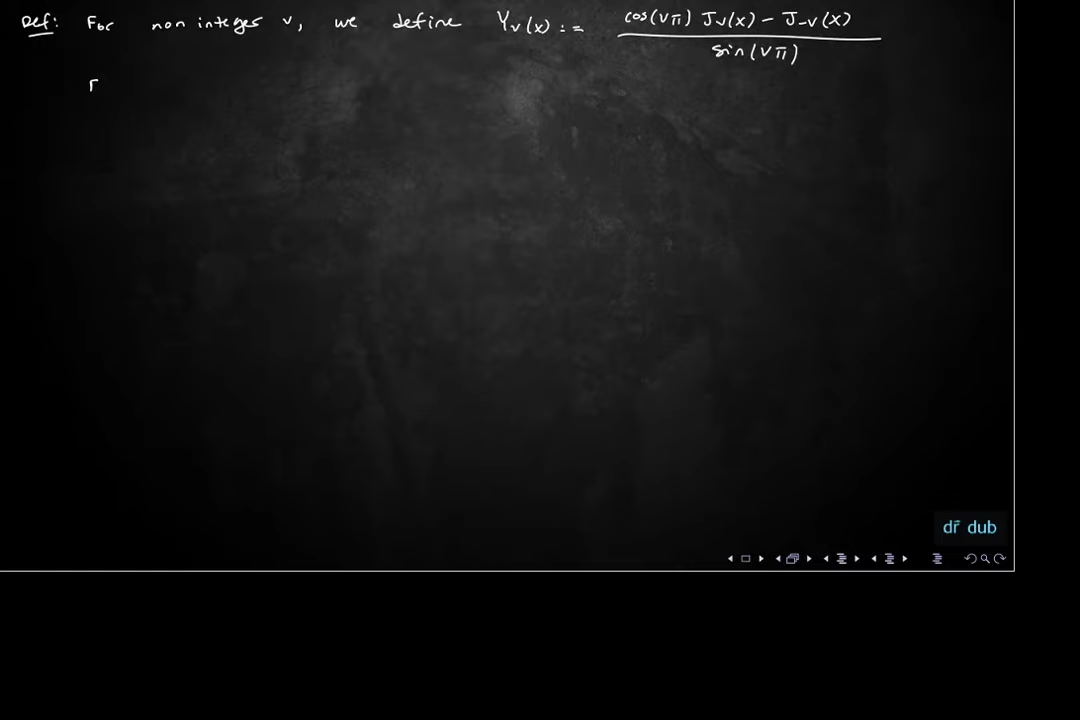 Def: For non integer ν, we define Yν(x) := cos(νπ) Jν(x) - J-ν(x) / sin(νπ)
r
dr dub